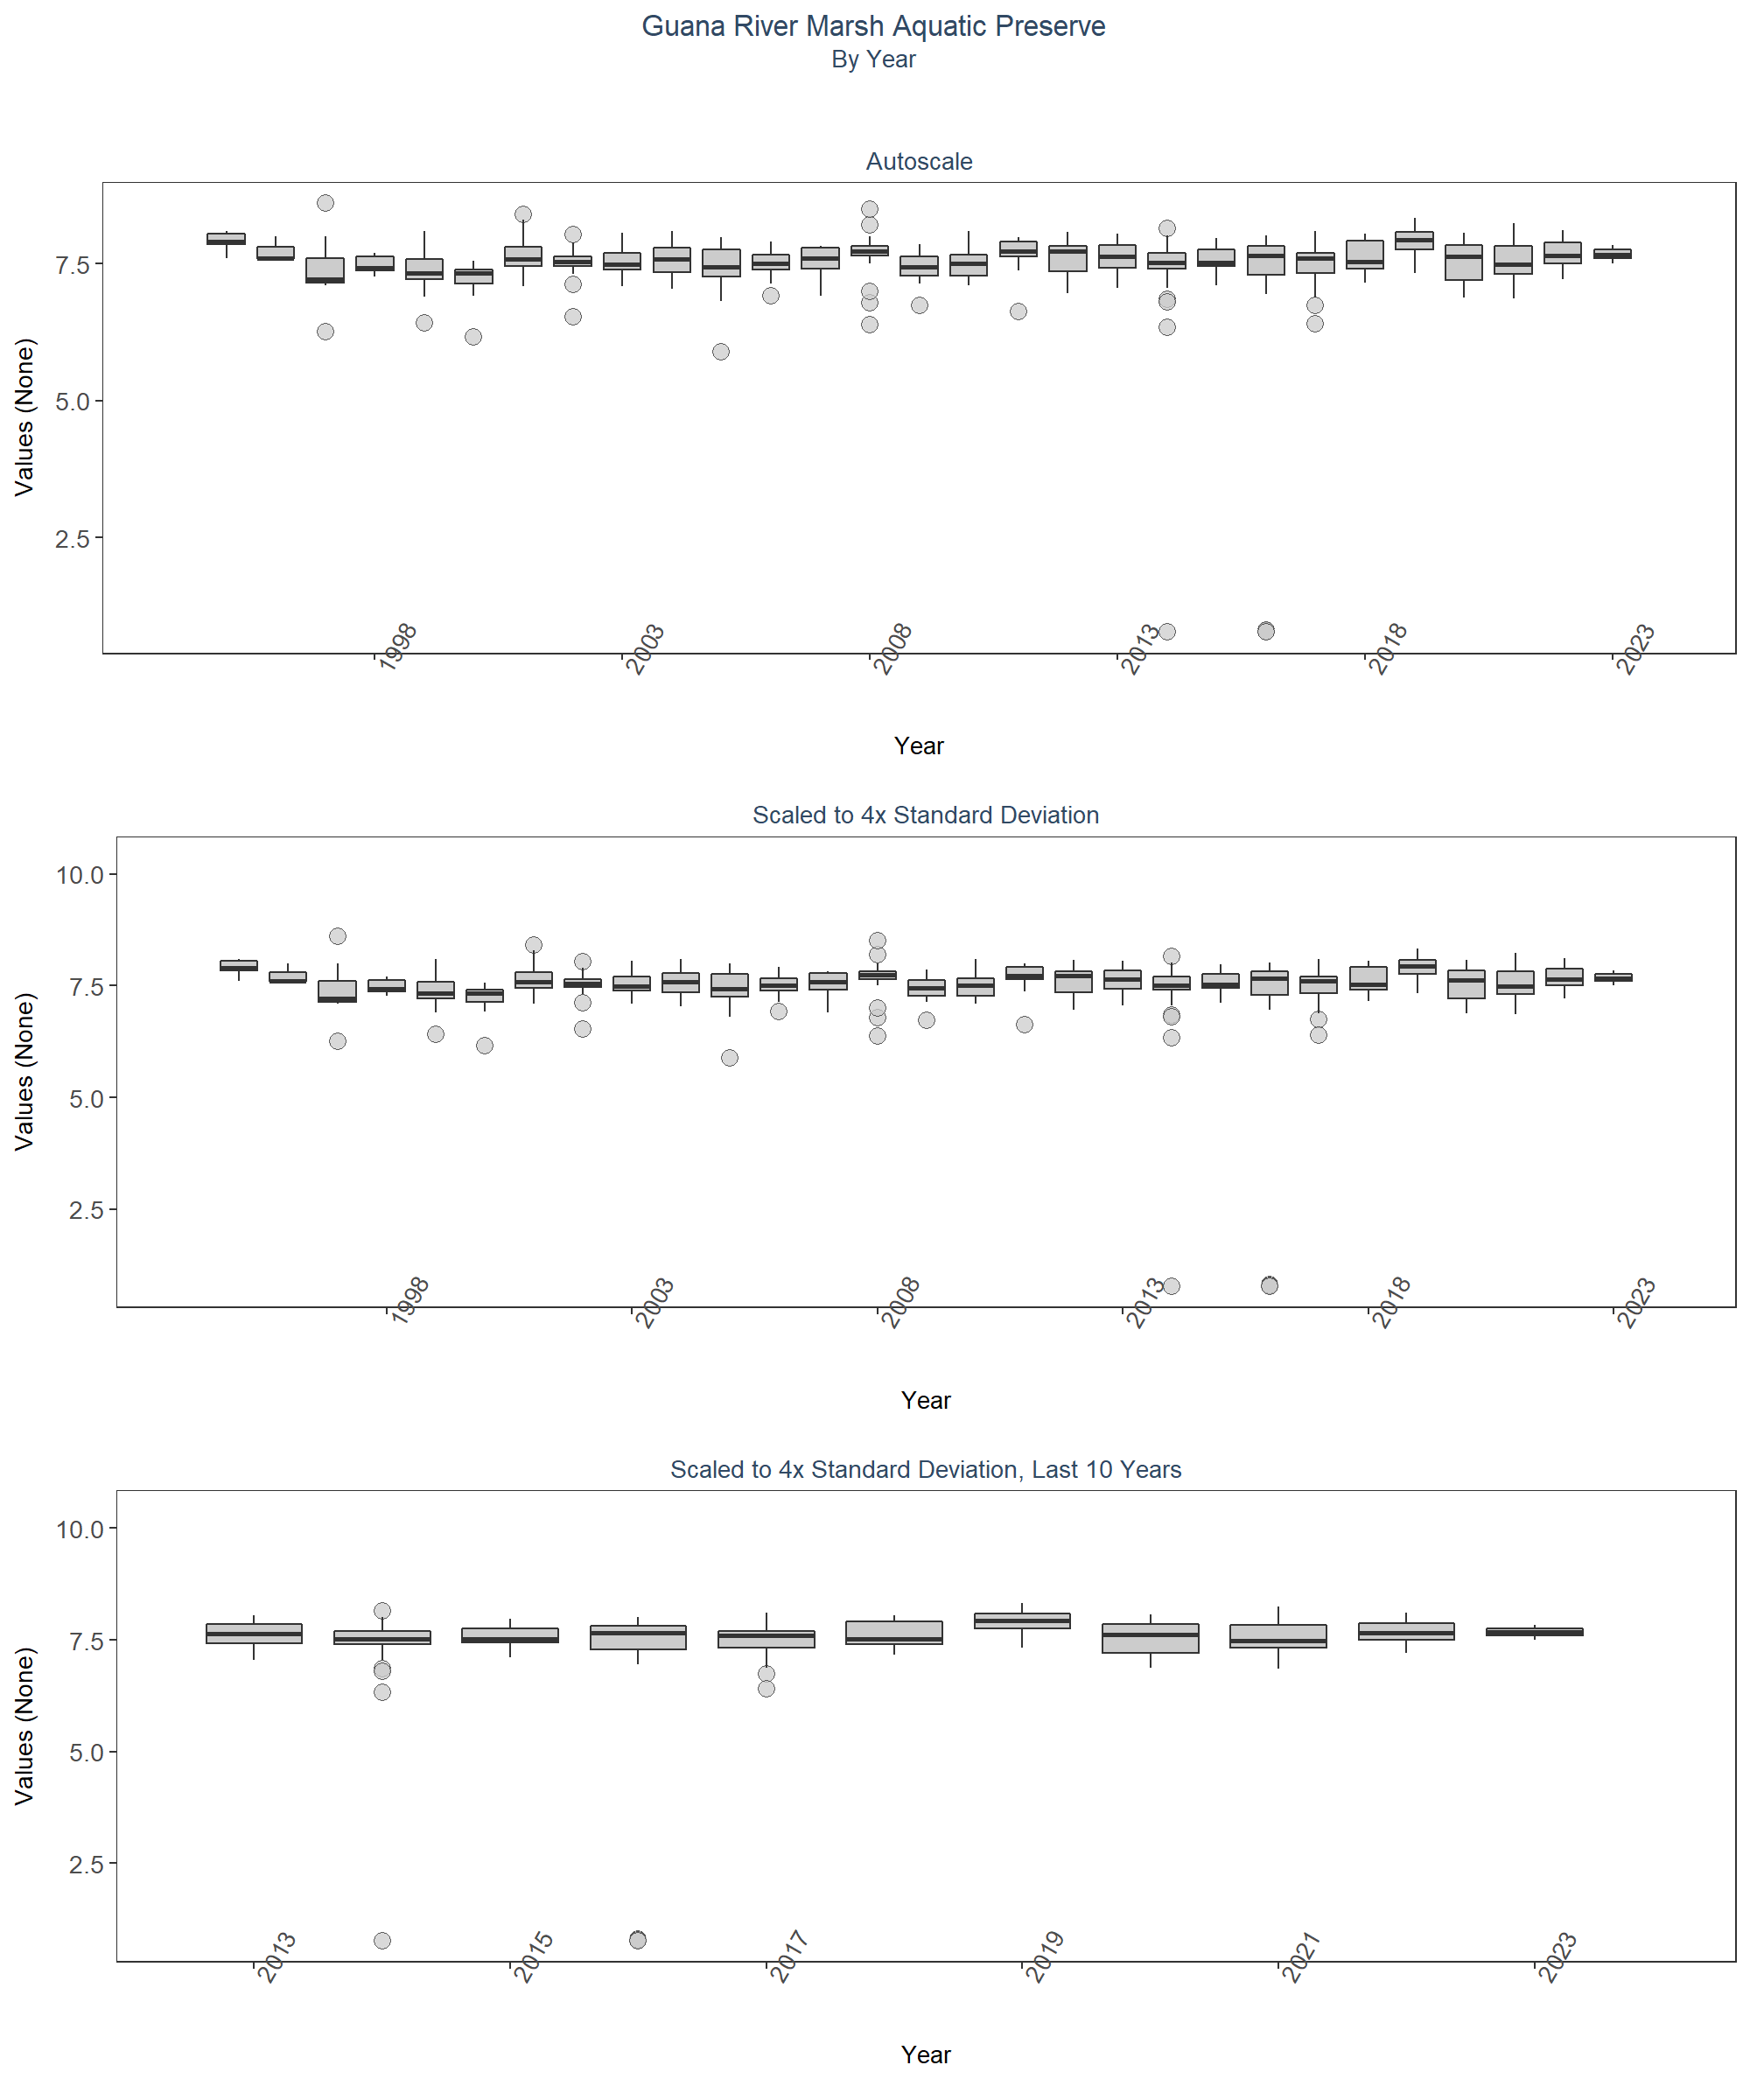 Guana River Marsh Aquatic Preserve
By Year
Autoscale
Values (None)
7.5
5.0
2.5
1998 2003 2008 2013 2018 2023
Year
Scaled to 4x Standard Deviation
Values (None)
10.0
7.5
5.0
2.5
1998 2003 2008 2013 2018 2023
Year
Scaled to 4x Standard Deviation, Last 10 Years
Values (None)
10.0
7.5
5.0
2.5
2013 2015 2017 2019 2021 2023
Year